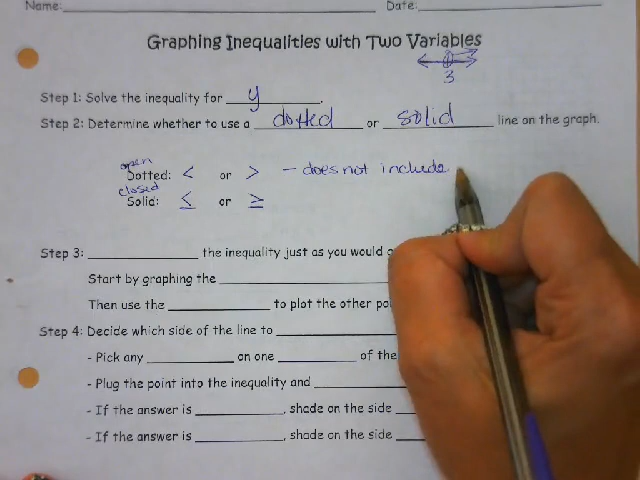 Name: Date:
Graphing Inequalities with Two Variables
3
Step 1: Solve the inequality for y.
Step 2: Determine whether to use a dotted or solid line on the graph.
open
Dotted: < or > - does not include
closed
Solid: ≤ or ≥
Step 3: the inequality just as you would
Start by graphing the
Then use the to plot the other
Step 4: Decide which side of the line to
- Pick any on one of the
- Plug the point into the inequality and
- If the answer is , shade on the side
- If the answer is , shade on the side